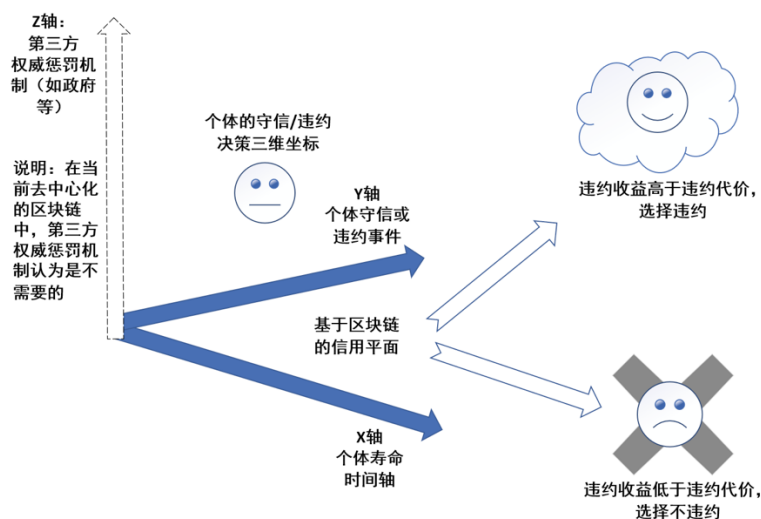 Z轴：
第三方
权威惩罚机
制（如政府
等）
说明：在当
前去中心化
的区块链
中，第三方
权威惩罚机
制认为是不
需要的
个体的守信/违约
决策三维坐标
Y轴
个体守信或
违约事件
基于区块链
的信用平面
X轴
个体寿命
时间轴
违约收益高于违约代价，
选择违约
违约收益低于违约代价，
选择不违约